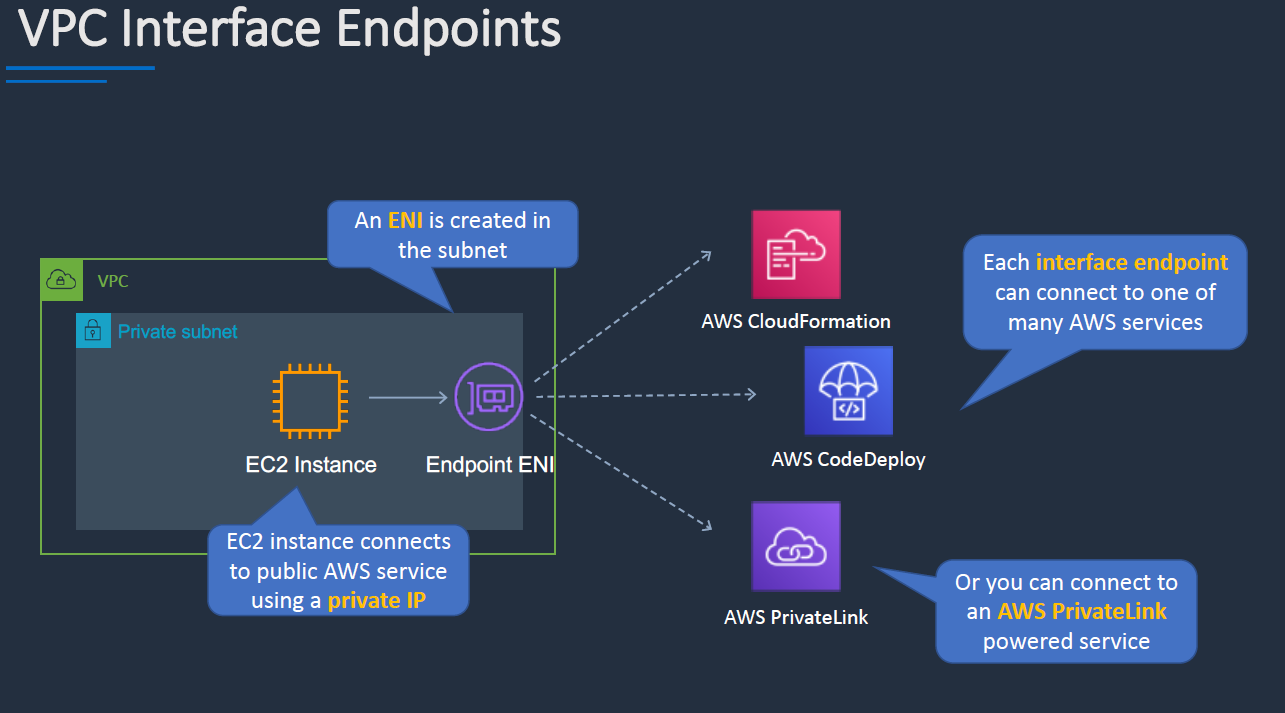 VPC Interface Endpoints
An ENI is created in
the subnet
VPC
Private subnet
EC2 Instance
Endpoint ENI
EC2 instance connects
to public AWS service
using a private IP
AWS CloudFormation
Each interface endpoint
can connect to one of
many AWS services
AWS CodeDeploy
AWS PrivateLink
Or you can connect to
an AWS PrivateLink
powered service